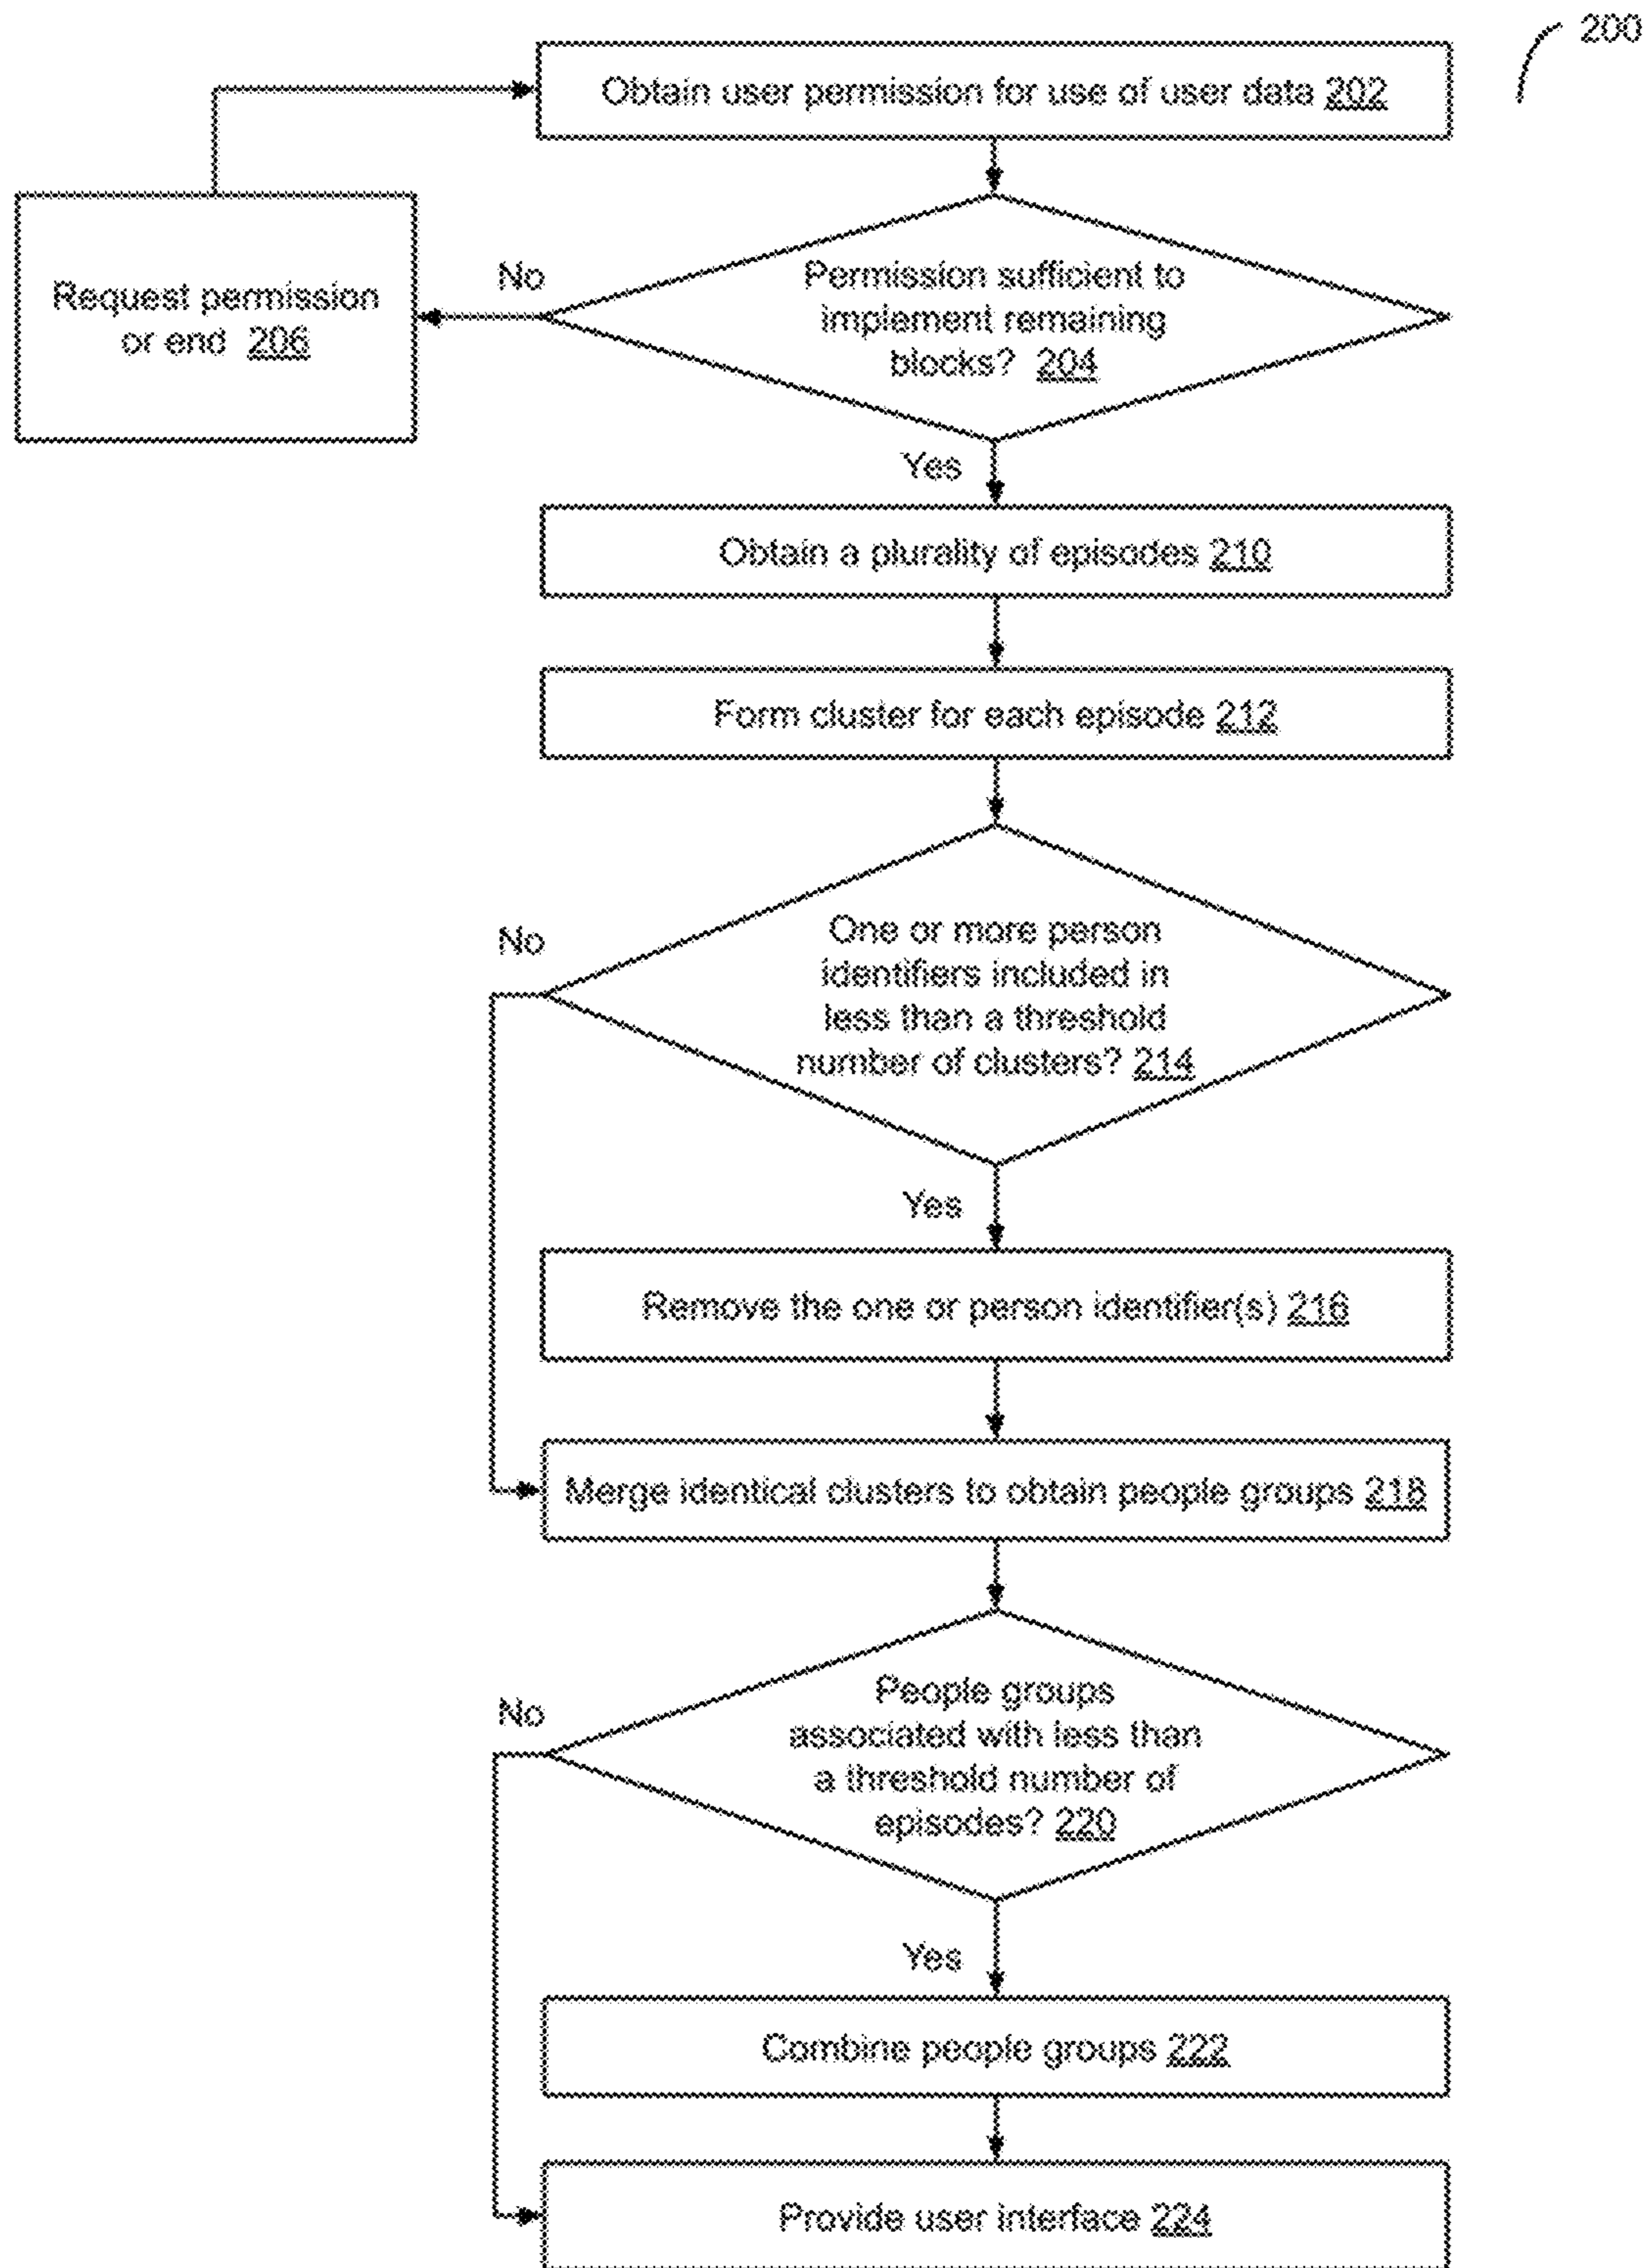 200
Obtain user permission for use of user data 202
Request permission
or end 206
No
Permission sufficient to
implement remaining
blocks? 204
Yes
Obtain a plurality of episodes 210
Form cluster for each episode 212
No
One or more person
identifiers included in
less than a threshold
number of clusters? 214
Yes
Remove the one or person identifier(s) 216
Merge identical clusters to obtain people groups 218
No
People groups
associated with less than
a threshold number of
episodes? 220
Yes
Combine people groups 222
Provide user interface 224